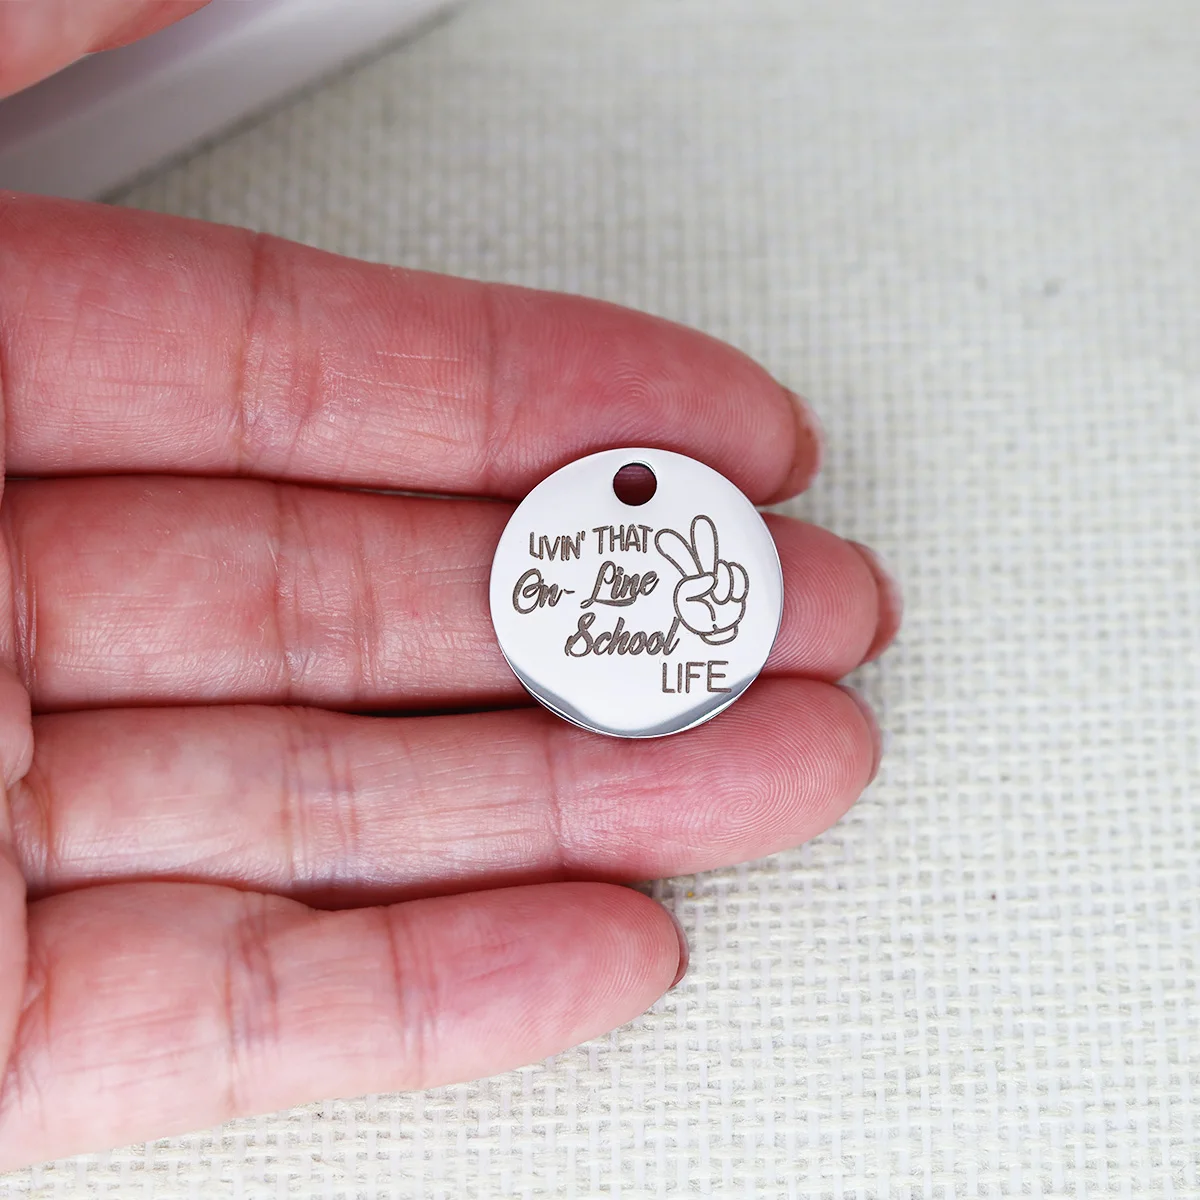 LIVIN' THAT
On-Line
School
LIFE